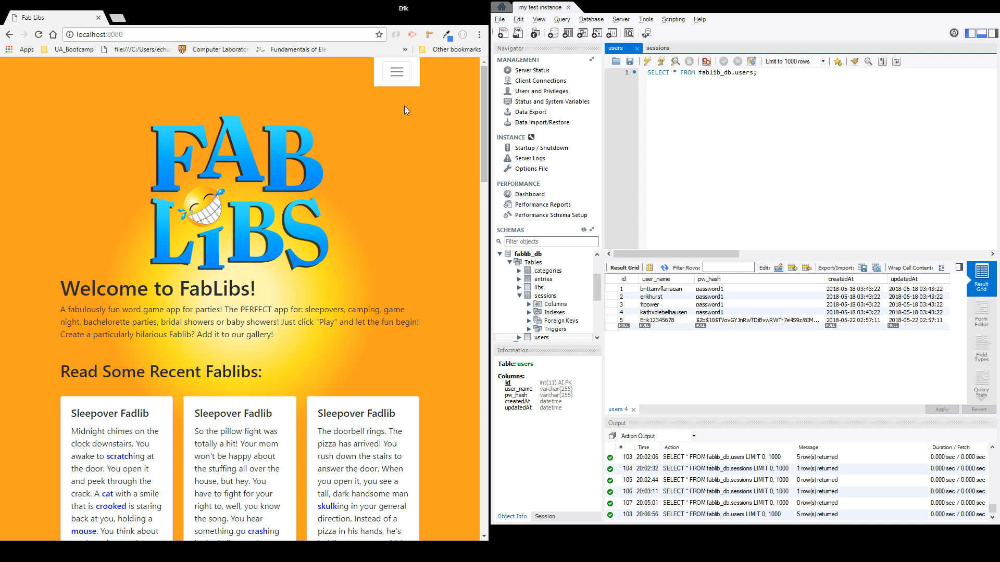 Erik
Fab Libs
localhost:8080
Apps UA_Bootcamp file:///C:/Users/echu Computer Laborator Fundamentals of Ele » Other bookmarks
FAB
LiBS
Welcome to FabLibs!
A fabulously fun word game app for parties! The PERFECT app for: sleepovers, camping, game
night, bachelorette parties, bridal showers or baby showers! Just click "Play" and let the fun begin!
Create a particularly hilarious Fablib? Add it to our gallery!
Read Some Recent Fablibs:
Sleepover Fadlib
Midnight chimes on the
clock downstairs. You
awake to scratching at
the door. You open it
and peek through the
crack. A cat with a smile
that is crooked is staring
back at you, holding a
mouse. You think about
Sleepover Fadlib
So the pillow fight was
totally a hit! Your mom
won't be happy about
the stuffing all over the
house, but hey. You
have to fight for your
right to, well, you know
the song. You hear
something go crashing
Sleepover Fadlib
The doorbell rings. The
pizza has arrived! You
rush down the stairs to
answer the door. When
you open it, you see a
tall, dark handsome man
skulking in your general
direction. Instead of a
pizza in his hands, he's
my test instance
File Edit View Query Database Server Tools Scripting Help
Navigator
MANAGEMENT
Server Status
Client Connections
Users and Privileges
Status and System Variables
Data Export
Data Import/Restore
INSTANCE
Startup / Shutdown
Server Logs
Options File
PERFORMANCE
Dashboard
Performance Reports
Performance Schema Setup
SCHEMAS
Filter objects
fablib_db
Tables
categories
entries
libs
sessions
Columns
Indexes
Foreign Keys
Triggers
users
Information
Table: users
Columns:
id int(11) AI PK
user_name varchar(255)
pw_hash varchar(255)
createdAt datetime
updatedAt datetime
Object Info Session
users sessions
Limit to 1000 rows
1 SELECT * FROM fablib_db.users;
Result Grid Filter Rows: Edit: Export/Import: Wrap Cell Content:
id user_name pw_hash createdAt updatedAt
1 brittanyflanagan password1 2018-05-18 03:43:22 2018-05-18 03:43:22
2 erikhurst password1 2018-05-18 03:43:22 2018-05-18 03:43:22
3 jjpower password1 2018-05-18 03:43:22 2018-05-18 03:43:22
4 kathygiebelhausen password1 2018-05-18 03:43:22 2018-05-18 03:43:22
5 Erik12345678 2018-05-22 02:57:11 2018-05-22 02:57:11
NULL NULL NULL NULL NULL
Result
Grid
Form
Editor
Field
Types
Query
Stats
users 4 Apply Revert
Output
Action Output
# Time Action Message Duration / Fetch
103 20:02:06 SELECT * FROM fablib_db.users LIMIT 0, 1000 5 row(s) returned 0.000 sec / 0.000 sec
104 20:02:32 SELECT * FROM fablib_db.sessions LIMIT 0, 1000 1 row(s) returned 0.000 sec / 0.000 sec
105 20:02:44 SELECT * FROM fablib_db.sessions LIMIT 0, 1000 0 row(s) returned 0.000 sec / 0.000 sec
106 20:03:11 SELECT * FROM fablib_db.sessions LIMIT 0, 1000 1 row(s) returned 0.000 sec / 0.000 sec
107 20:05:01 SELECT * FROM fablib_db.sessions LIMIT 0, 1000 0 row(s) returned 0.000 sec / 0.000 sec
108 20:06:56 SELECT * FROM fablib_db.users LIMIT 0, 1000 5 row(s) returned 0.000 sec / 0.000 sec